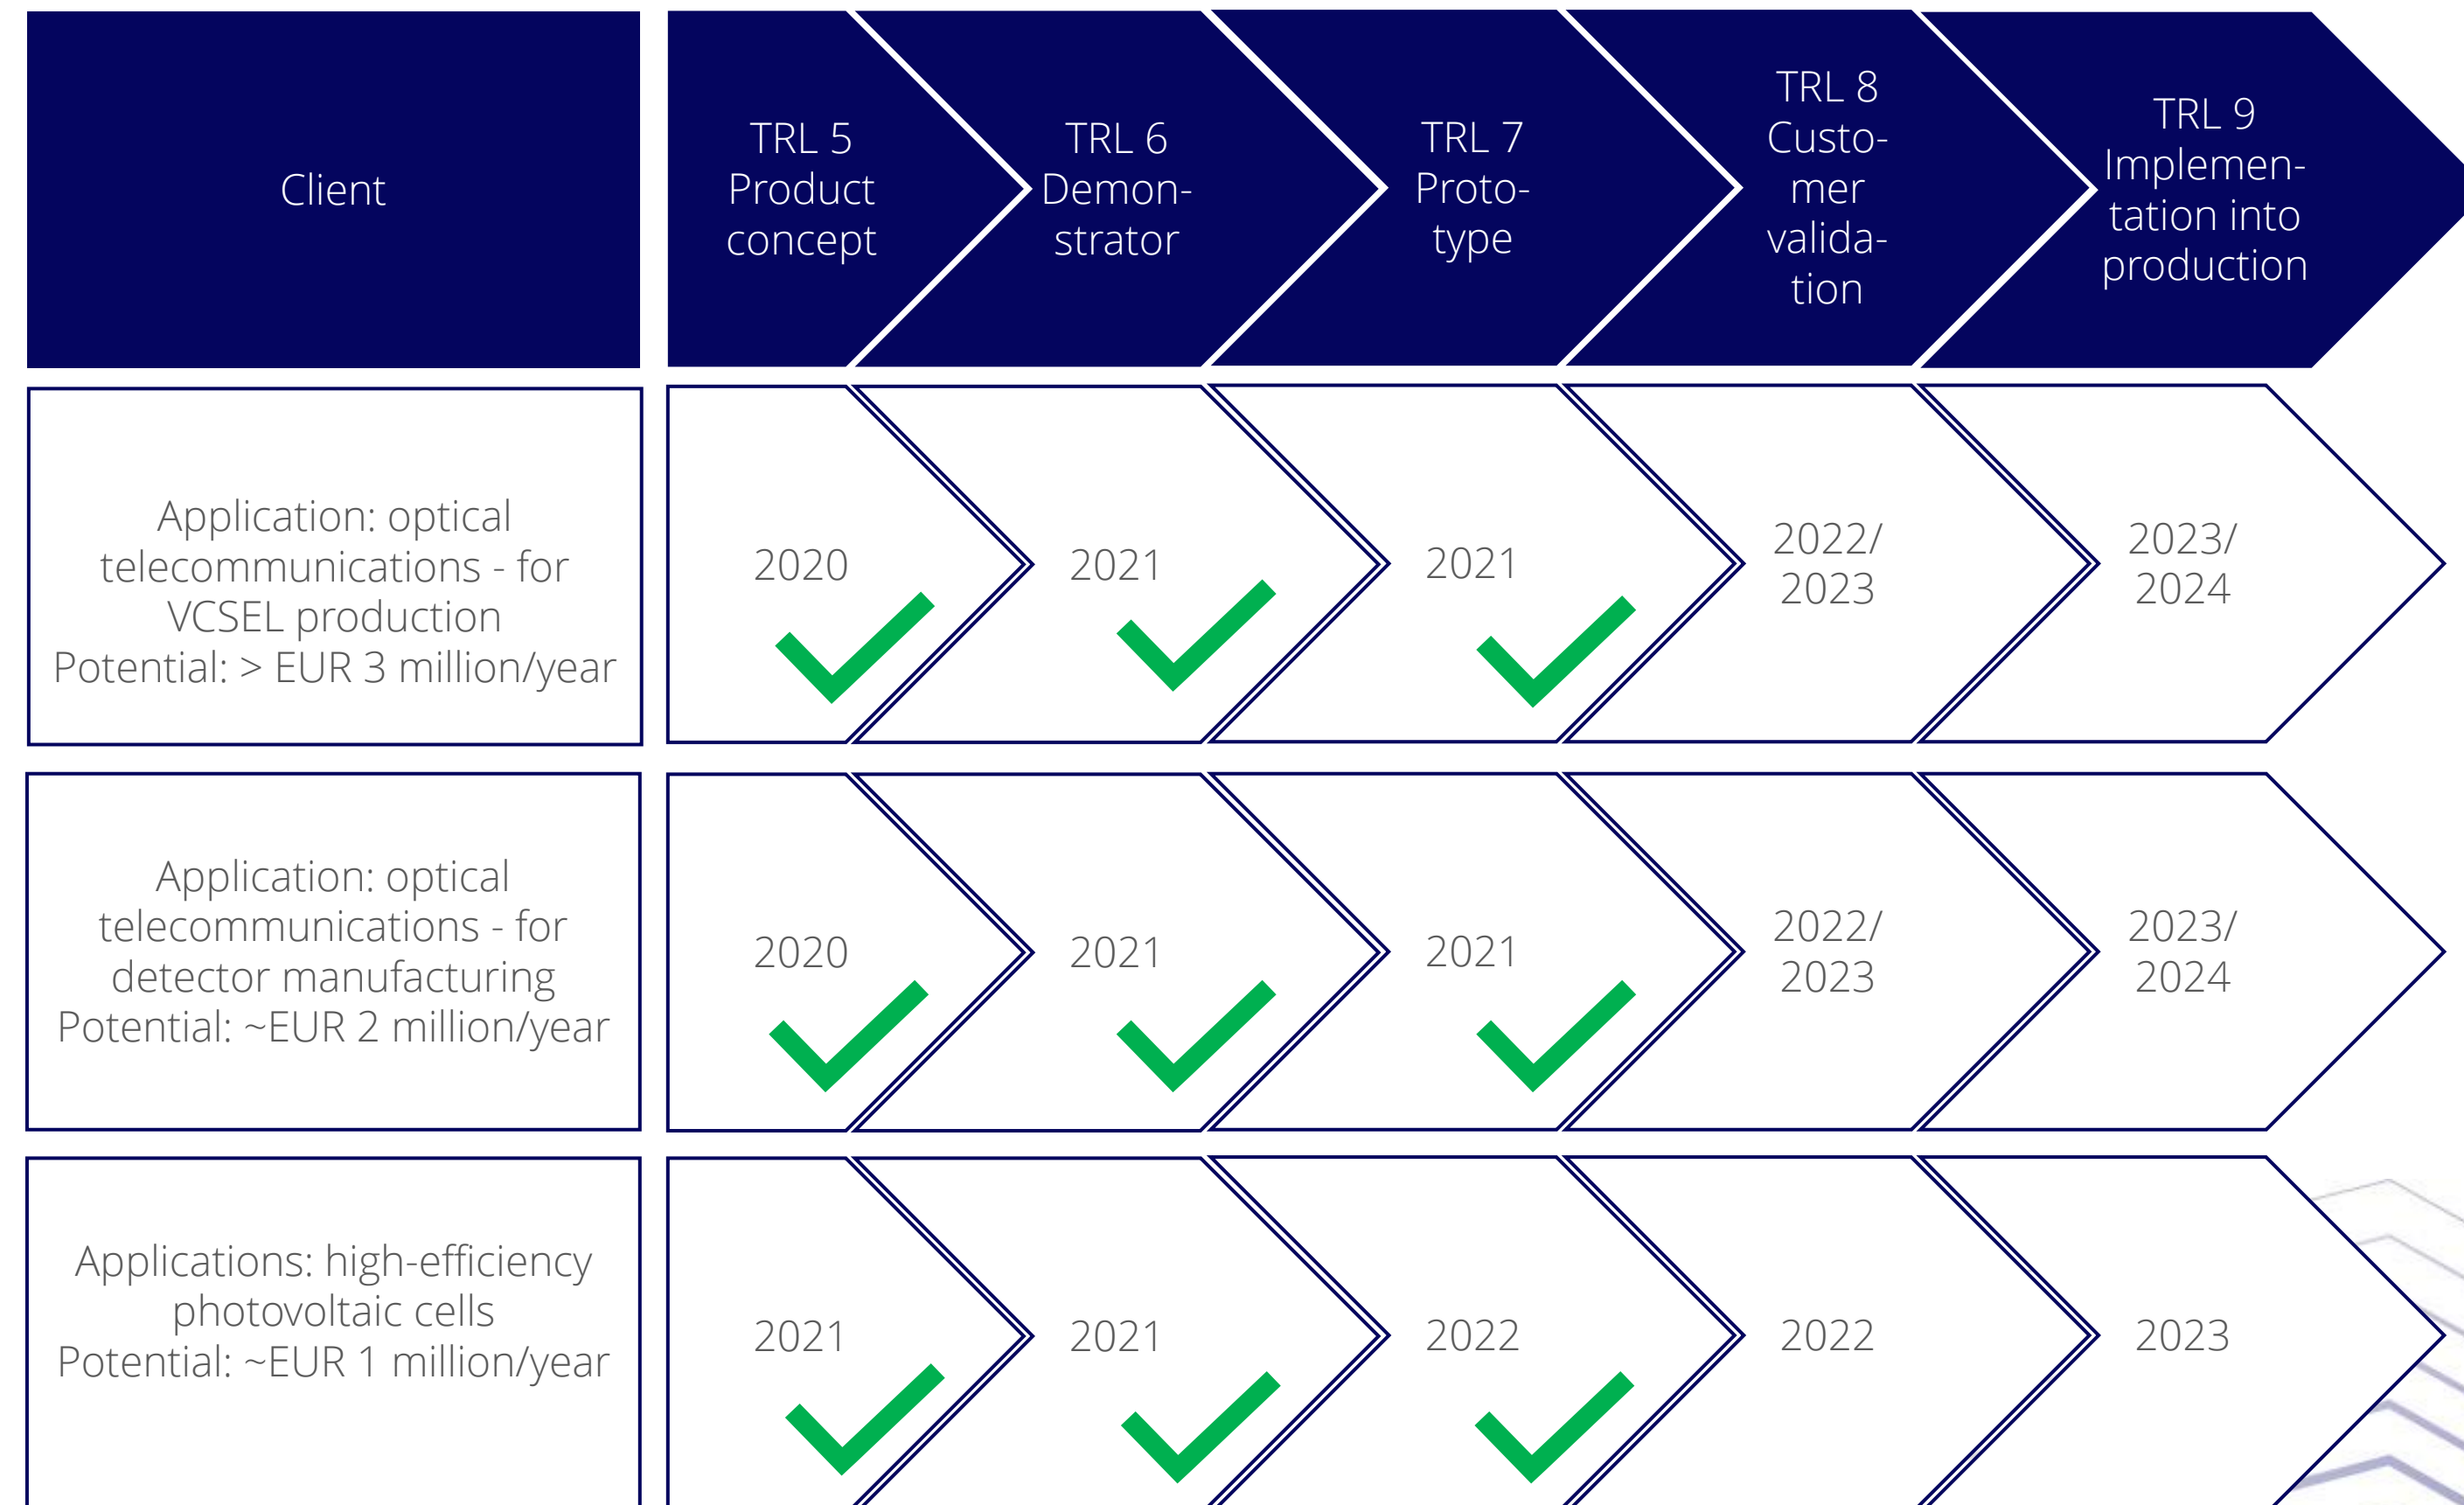 Client
TRL 5
Product
concept
TRL 6
Demon-
strator
TRL 7
Proto-
type
TRL 8
Custo-
mer
valida-
tion
TRL 9
Implemen-
tation into
production
Application: optical
telecommunications - for
VCSEL production
Potential: > EUR 3 million/year
2020
2021
2021
2022/
2023
2023/
2024
Application: optical
telecommunications - for
detector manufacturing
Potential: ~EUR 2 million/year
2020
2021
2021
2022/
2023
2023/
2024
Applications: high-efficiency
photovoltaic cells
Potential: ~EUR 1 million/year
2021
2021
2022
2022
2023